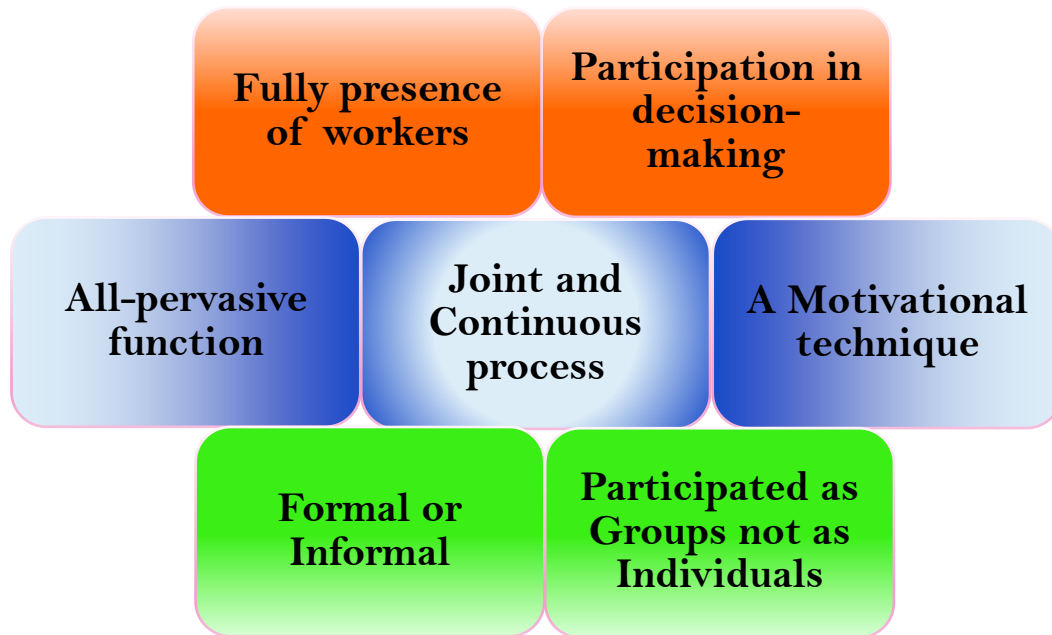 Fully presence
of workers
Participation in
decision-
making
All-pervasive
function
Joint and
Continuous
process
A Motivational
technique
Formal or
Informal
Participated as
Groups not as
Individuals